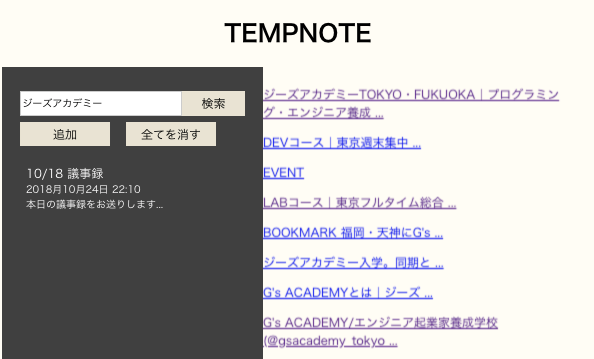 TEMPNOTE
ジーズアカデミー
検索
追加
全てを消す
10/18 議事録
2018月10月24日 22:10
本日の議事録をお送りします...
ジーズアカデミーTOKYO・FUKUOKA｜プログラミン
グ・エンジニア養成 ...
DEVコース｜東京週末集中 ...
EVENT
LABコース｜東京フルタイム総合 ...
BOOKMARK 福岡・天神にG's ...
ジーズアカデミー入学。同期と ...
G's ACADEMYとは｜ジーズ ...
G's ACADEMY/エンジニア起業家養成学校
(@gsacademy_tokyo ...